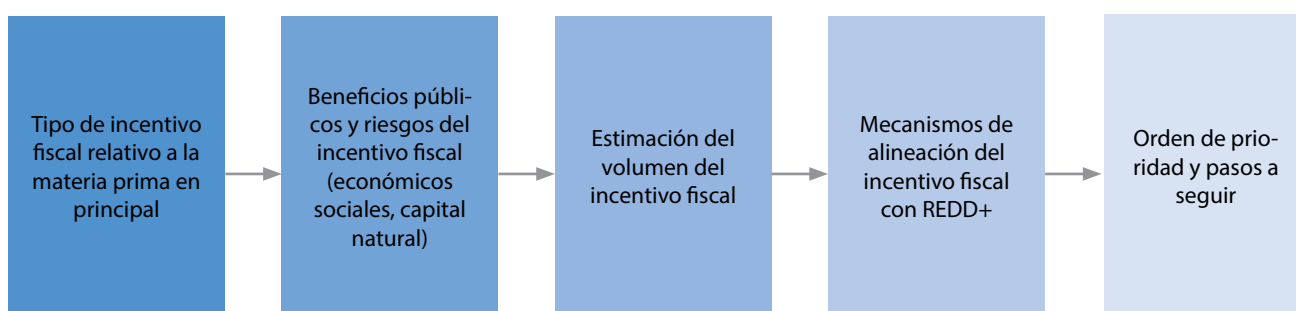 Tipo de incentivo
fiscal relativo a la
materia prima en
principal
Beneficios públi-
cos y riesgos del
incentivo fiscal
(económicos
sociales, capital
natural)
Estimación del
volumen del
incentivo fiscal
Mecanismos de
alineación del
incentivo fiscal
con REDD+
Orden de prio-
ridad y pasos a
seguir